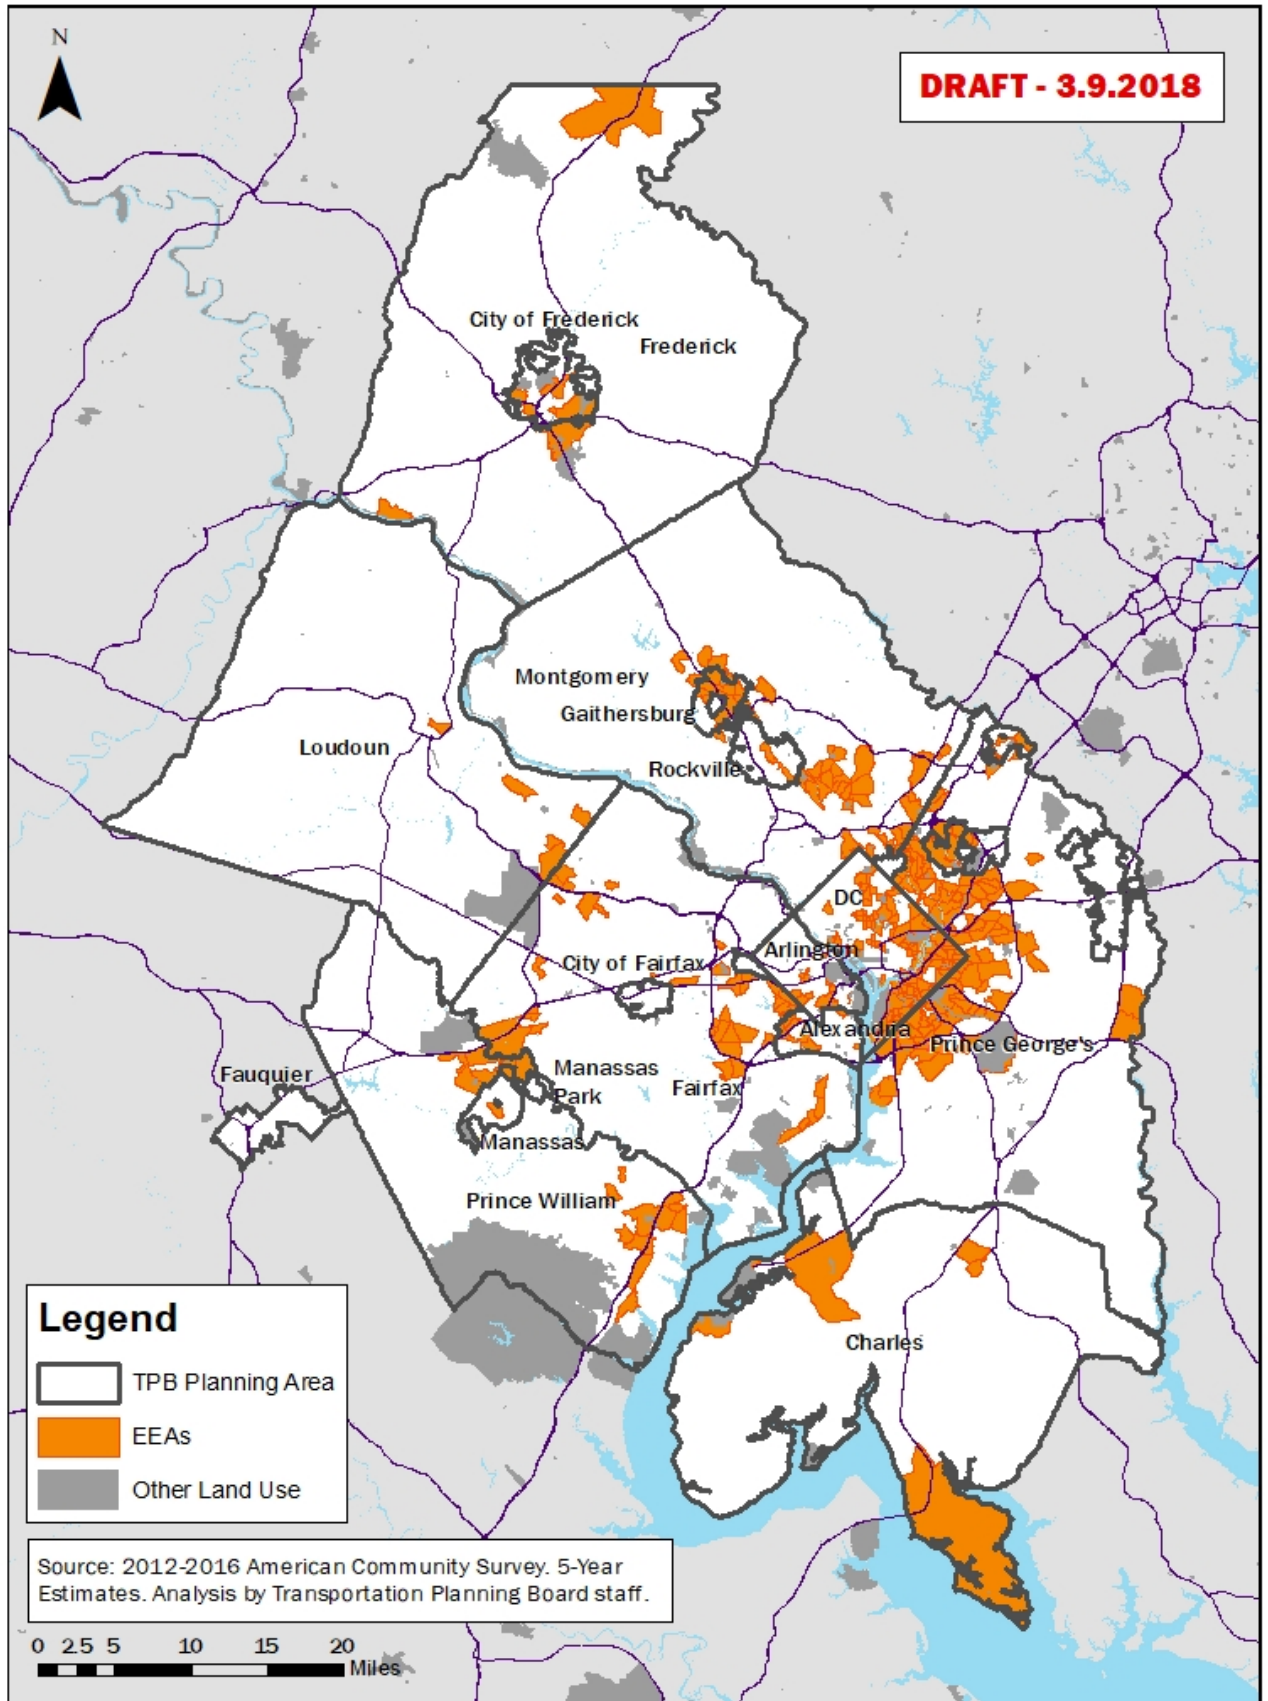 N
DRAFT - 3.9.2018
City of Frederick
Frederick
Montgomery
Gaithersburg
Loudoun
Rockville
DC
Arlington
City of Fairfax
Alexandria
Prince George's
Fauquier
Manassas
Park
Fairfax
Manassas
Prince William
Charles
Legend
TPB Planning Area
EEAs
Other Land Use
Source: 2012-2016 American Community Survey. 5-Year
Estimates. Analysis by Transportation Planning Board staff.
0 2.5 5 10 15 20
Miles